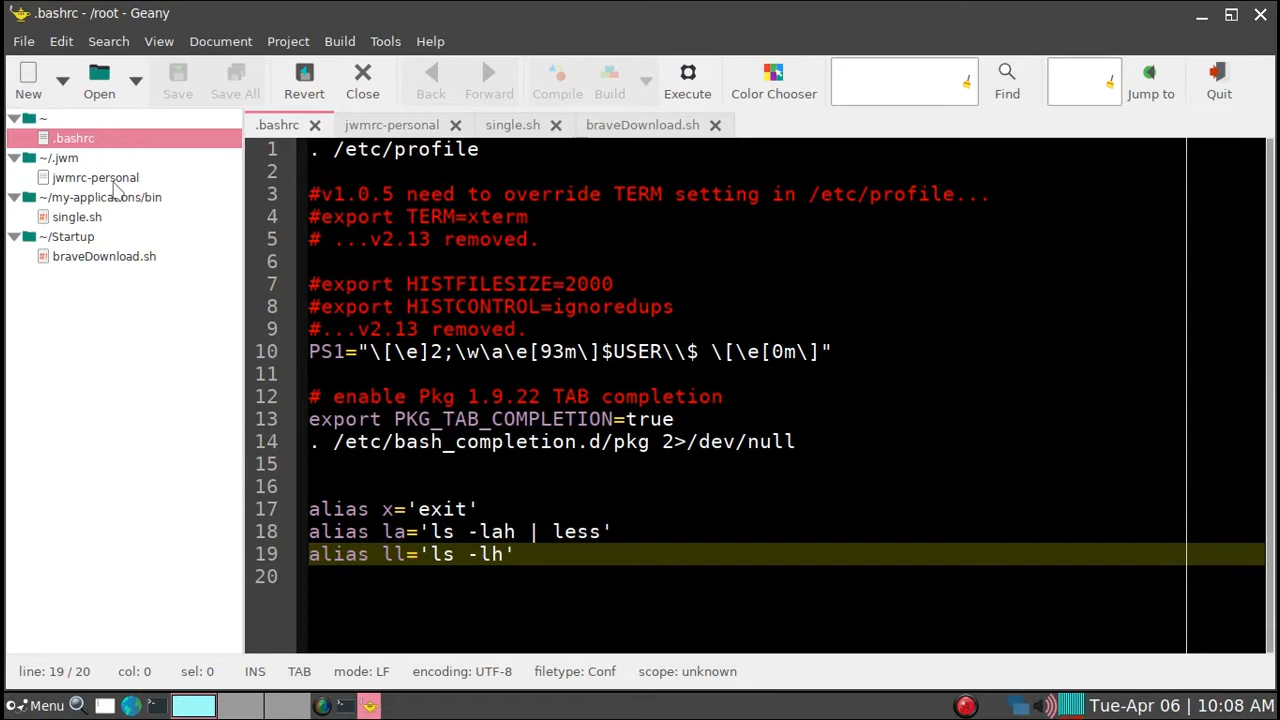 .bashrc - /root - Geany
File Edit Search View Document Project Build Tools Help
New Open Save Save All Revert Close Back Forward Compile Build Execute Color Chooser Find Jump to Quit
.bashrc jwmrc-personal single.sh braveDownload.sh
~
.bashrc
~/.jwm
jwmrc-personal
~/my-applications/bin
single.sh
~/Startup
braveDownload.sh
1 . /etc/profile
2
3 #v1.0.5 need to override TERM setting in /etc/profile...
4 #export TERM=xterm
5 # ...v2.13 removed.
6
7 #export HISTFILESIZE=2000
8 #export HISTCONTROL=ignoredups
9 #...v2.13 removed.
10 PS1="\[\e]2;\w\a\e[93m\]$USER\\$ \[\e[0m\]"
11
12 # enable Pkg 1.9.22 TAB completion
13 export PKG_TAB_COMPLETION=true
14 . /etc/bash_completion.d/pkg 2>/dev/null
15
16
17 alias x='exit'
18 alias la='ls -lah | less'
19 alias ll='ls -lh'
20
line: 19 / 20 col: 0 sel: 0 INS TAB mode: LF encoding: UTF-8 filetype: Conf scope: unknown
Menu Tue-Apr 06 | 10:08 AM